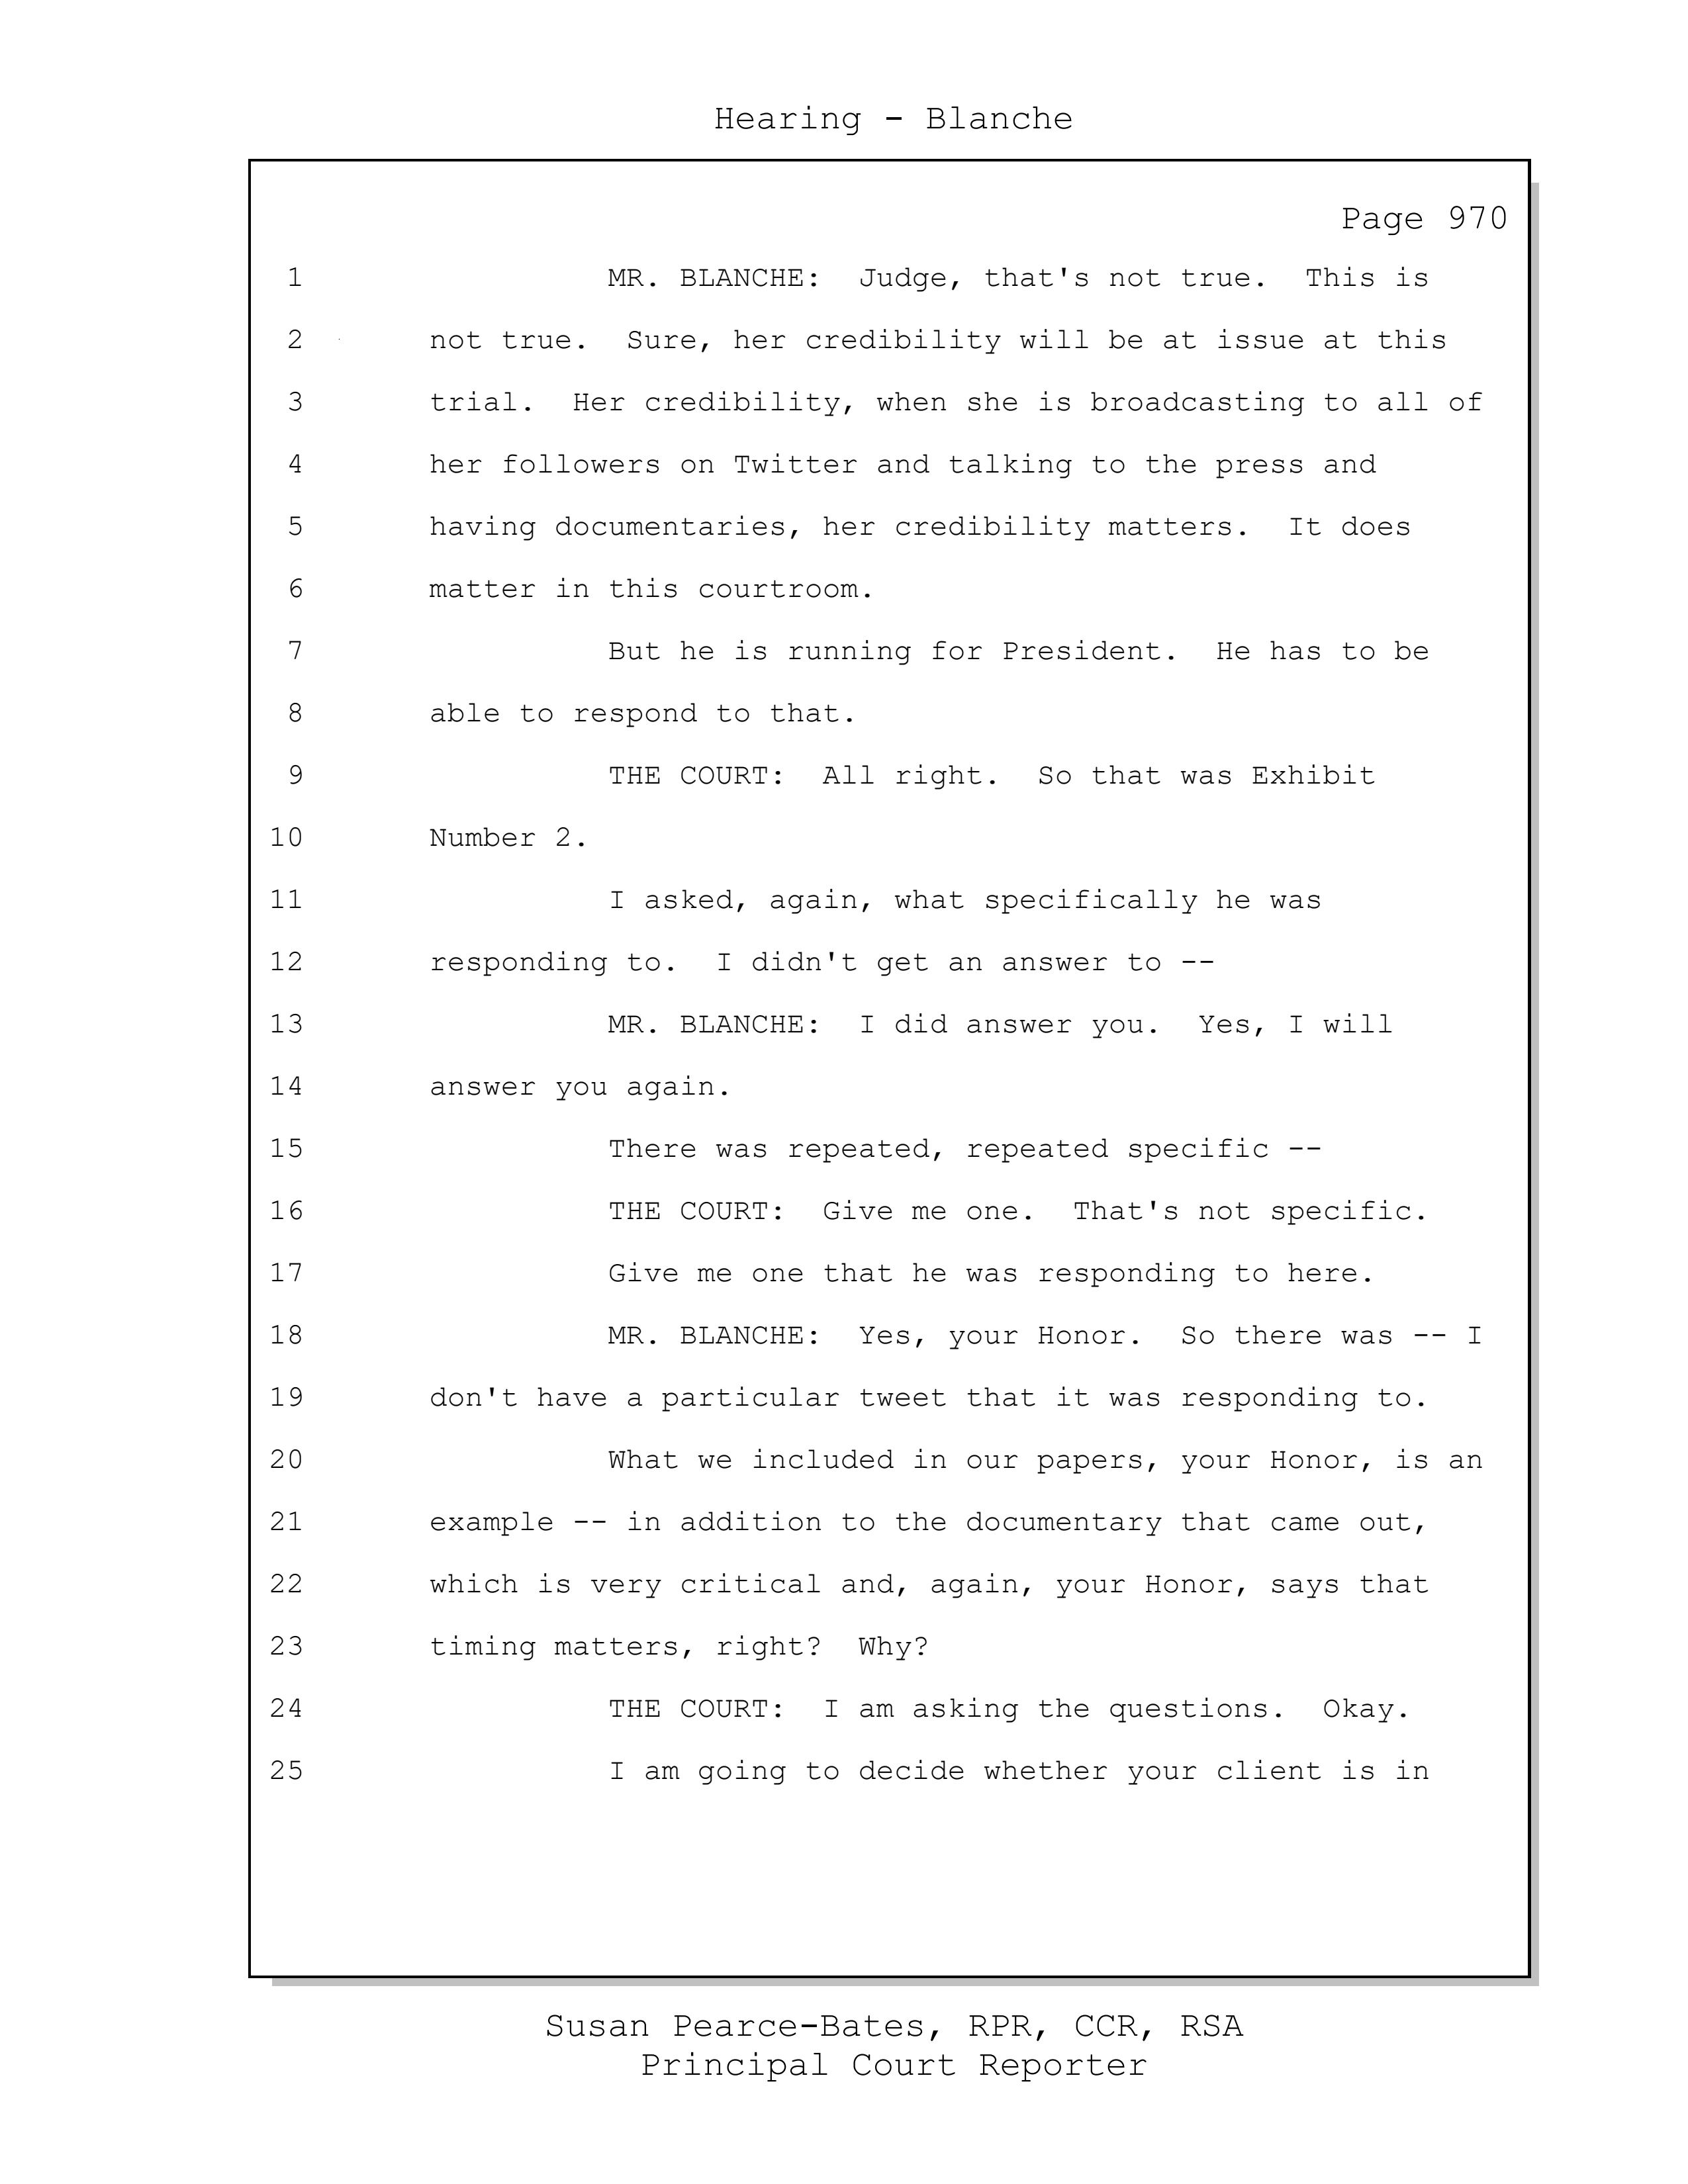 Hearing - Blanche
Page 970
1 MR. BLANCHE: Judge, that's not true. This is
2 not true. Sure, her credibility will be at issue at this
3 trial. Her credibility, when she is broadcasting to all of
4 her followers on Twitter and talking to the press and
5 having documentaries, her credibility matters. It does
6 matter in this courtroom.
7 But he is running for President. He has to be
8 able to respond to that.
9 THE COURT: All right. So that was Exhibit
10 Number 2.
11 I asked, again, what specifically he was
12 responding to. I didn't get an answer to --
13 MR. BLANCHE: I did answer you. Yes, I will
14 answer you again.
15 There was repeated, repeated specific --
16 THE COURT: Give me one. That's not specific.
17 Give me one that he was responding to here.
18 MR. BLANCHE: Yes, your Honor. So there was -- I
19 don't have a particular tweet that it was responding to.
20 What we included in our papers, your Honor, is an
21 example -- in addition to the documentary that came out,
22 which is very critical and, again, your Honor, says that
23 timing matters, right? Why?
24 THE COURT: I am asking the questions. Okay.
25 I am going to decide whether your client is in
Susan Pearce-Bates, RPR, CCR, RSA
Principal Court Reporter